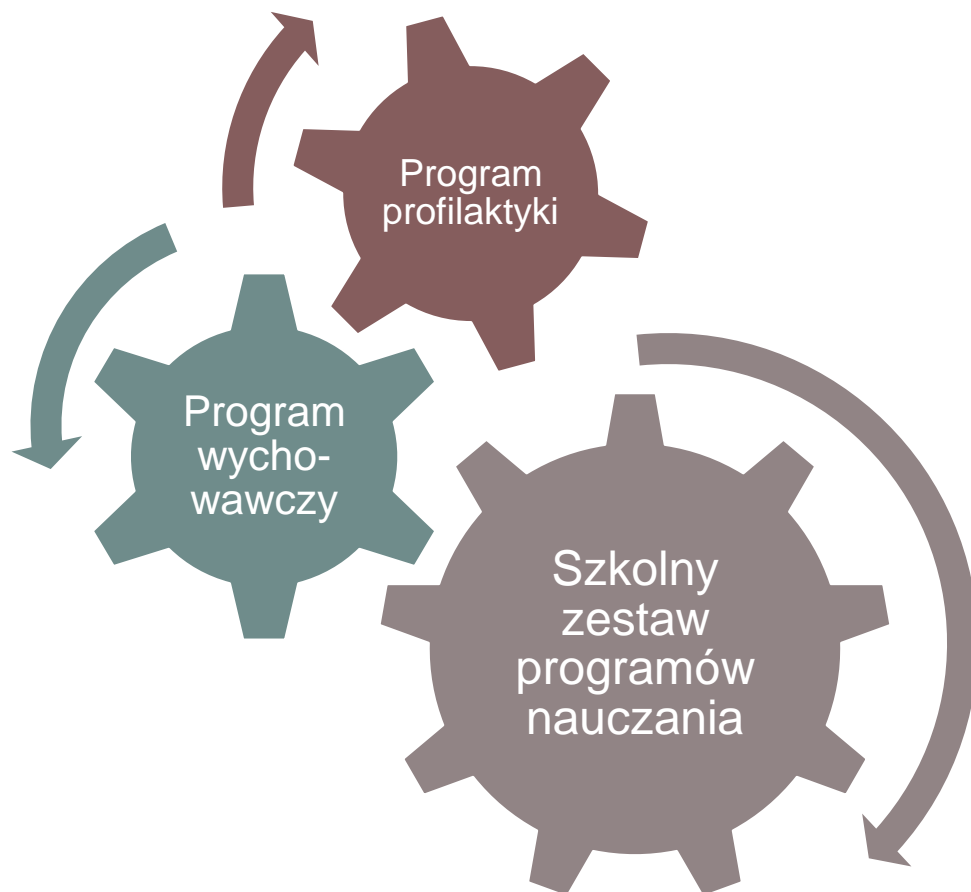 Program
profilaktyki
Program
wycho-
wawczy
Szkolny
zestaw
programów
nauczania